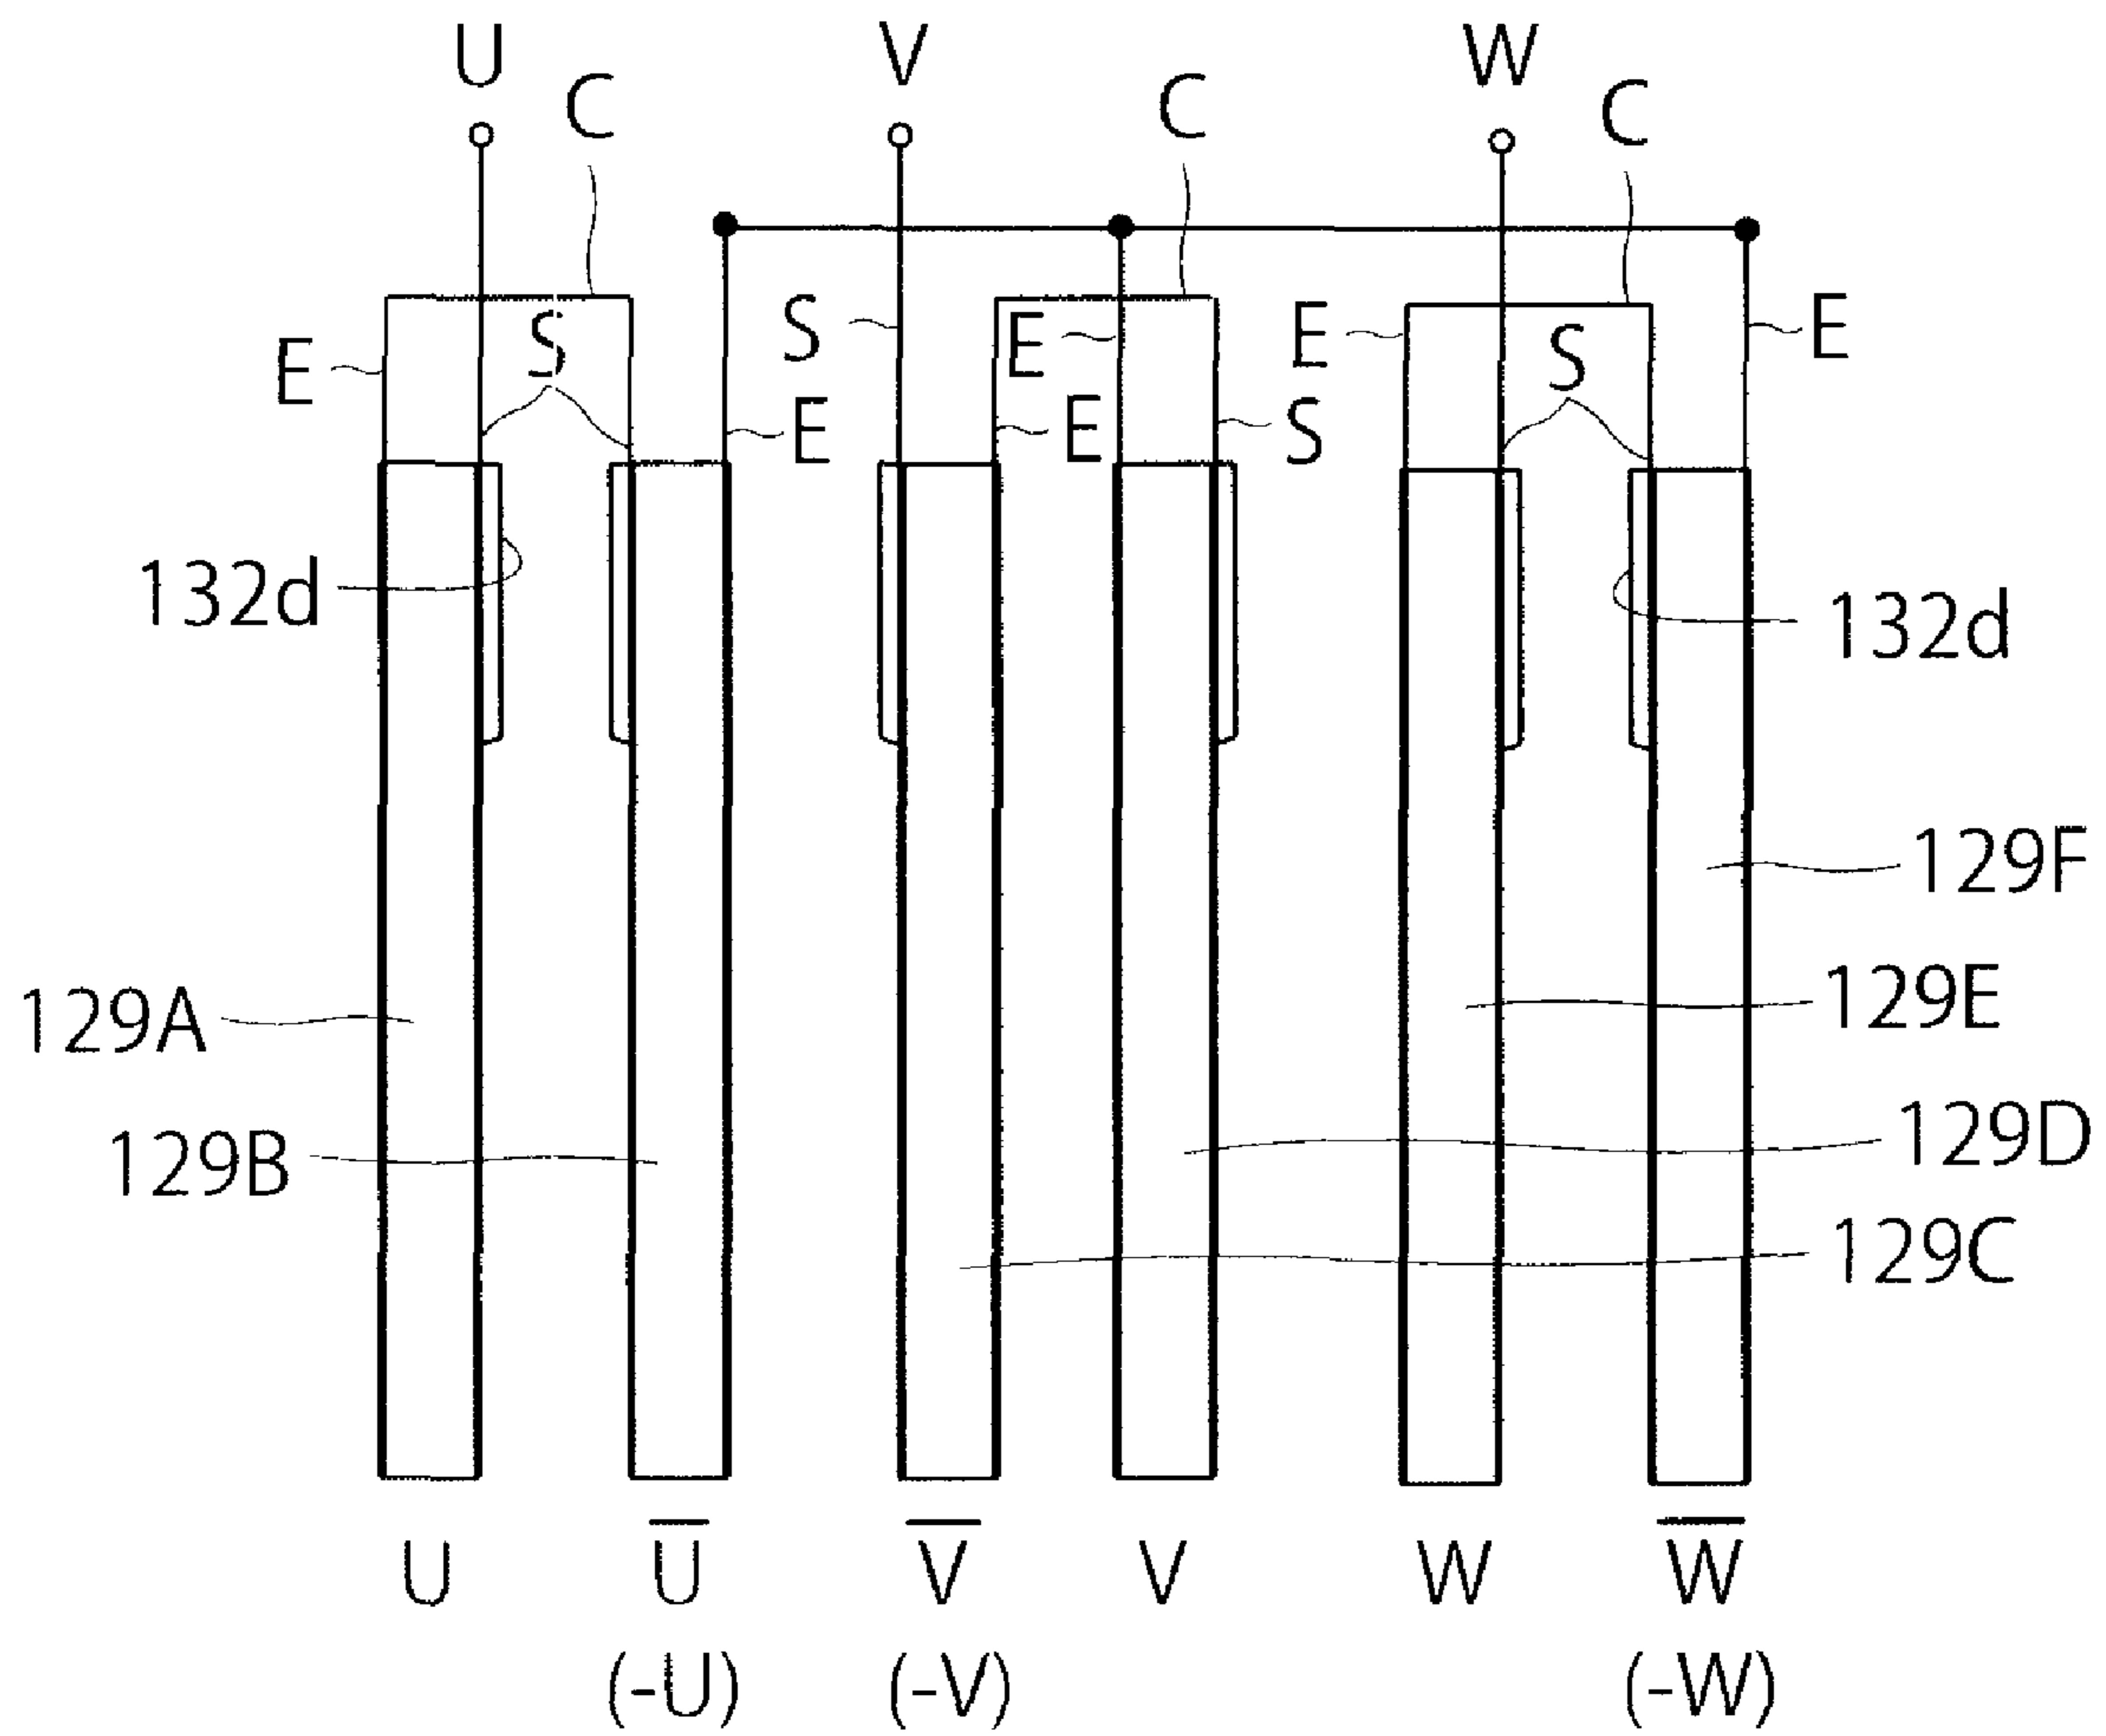 U V W
C C C
S E E S E
E E E S
132d 132d
129F
129A 129E
129B 129D
129C
U U̅ V̅ V W W̅
(-U) (-V) (-W)